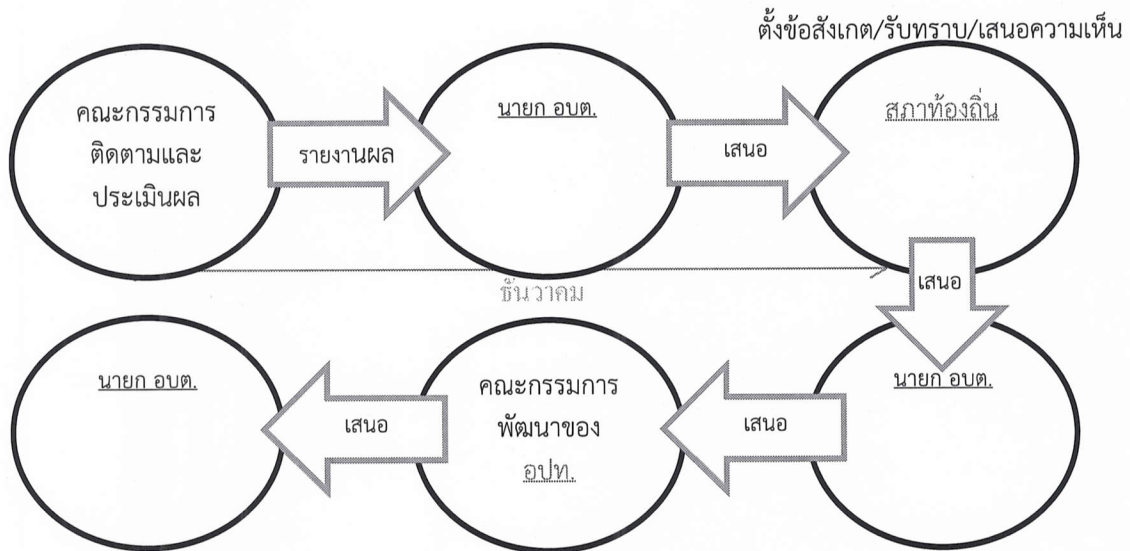 ตั้งข้อสังเกต/รับทราบ/เสนอความเห็น
คณะกรรมการ
ติดตามและ
ประเมินผล
รายงานผล
นายก อบต.
เสนอ
สภาท้องถิ่น
ธันวาคม
เสนอ
นายก อบต.
เสนอ
คณะกรรมการ
พัฒนาของ
อปท.
เสนอ
นายก อบต.